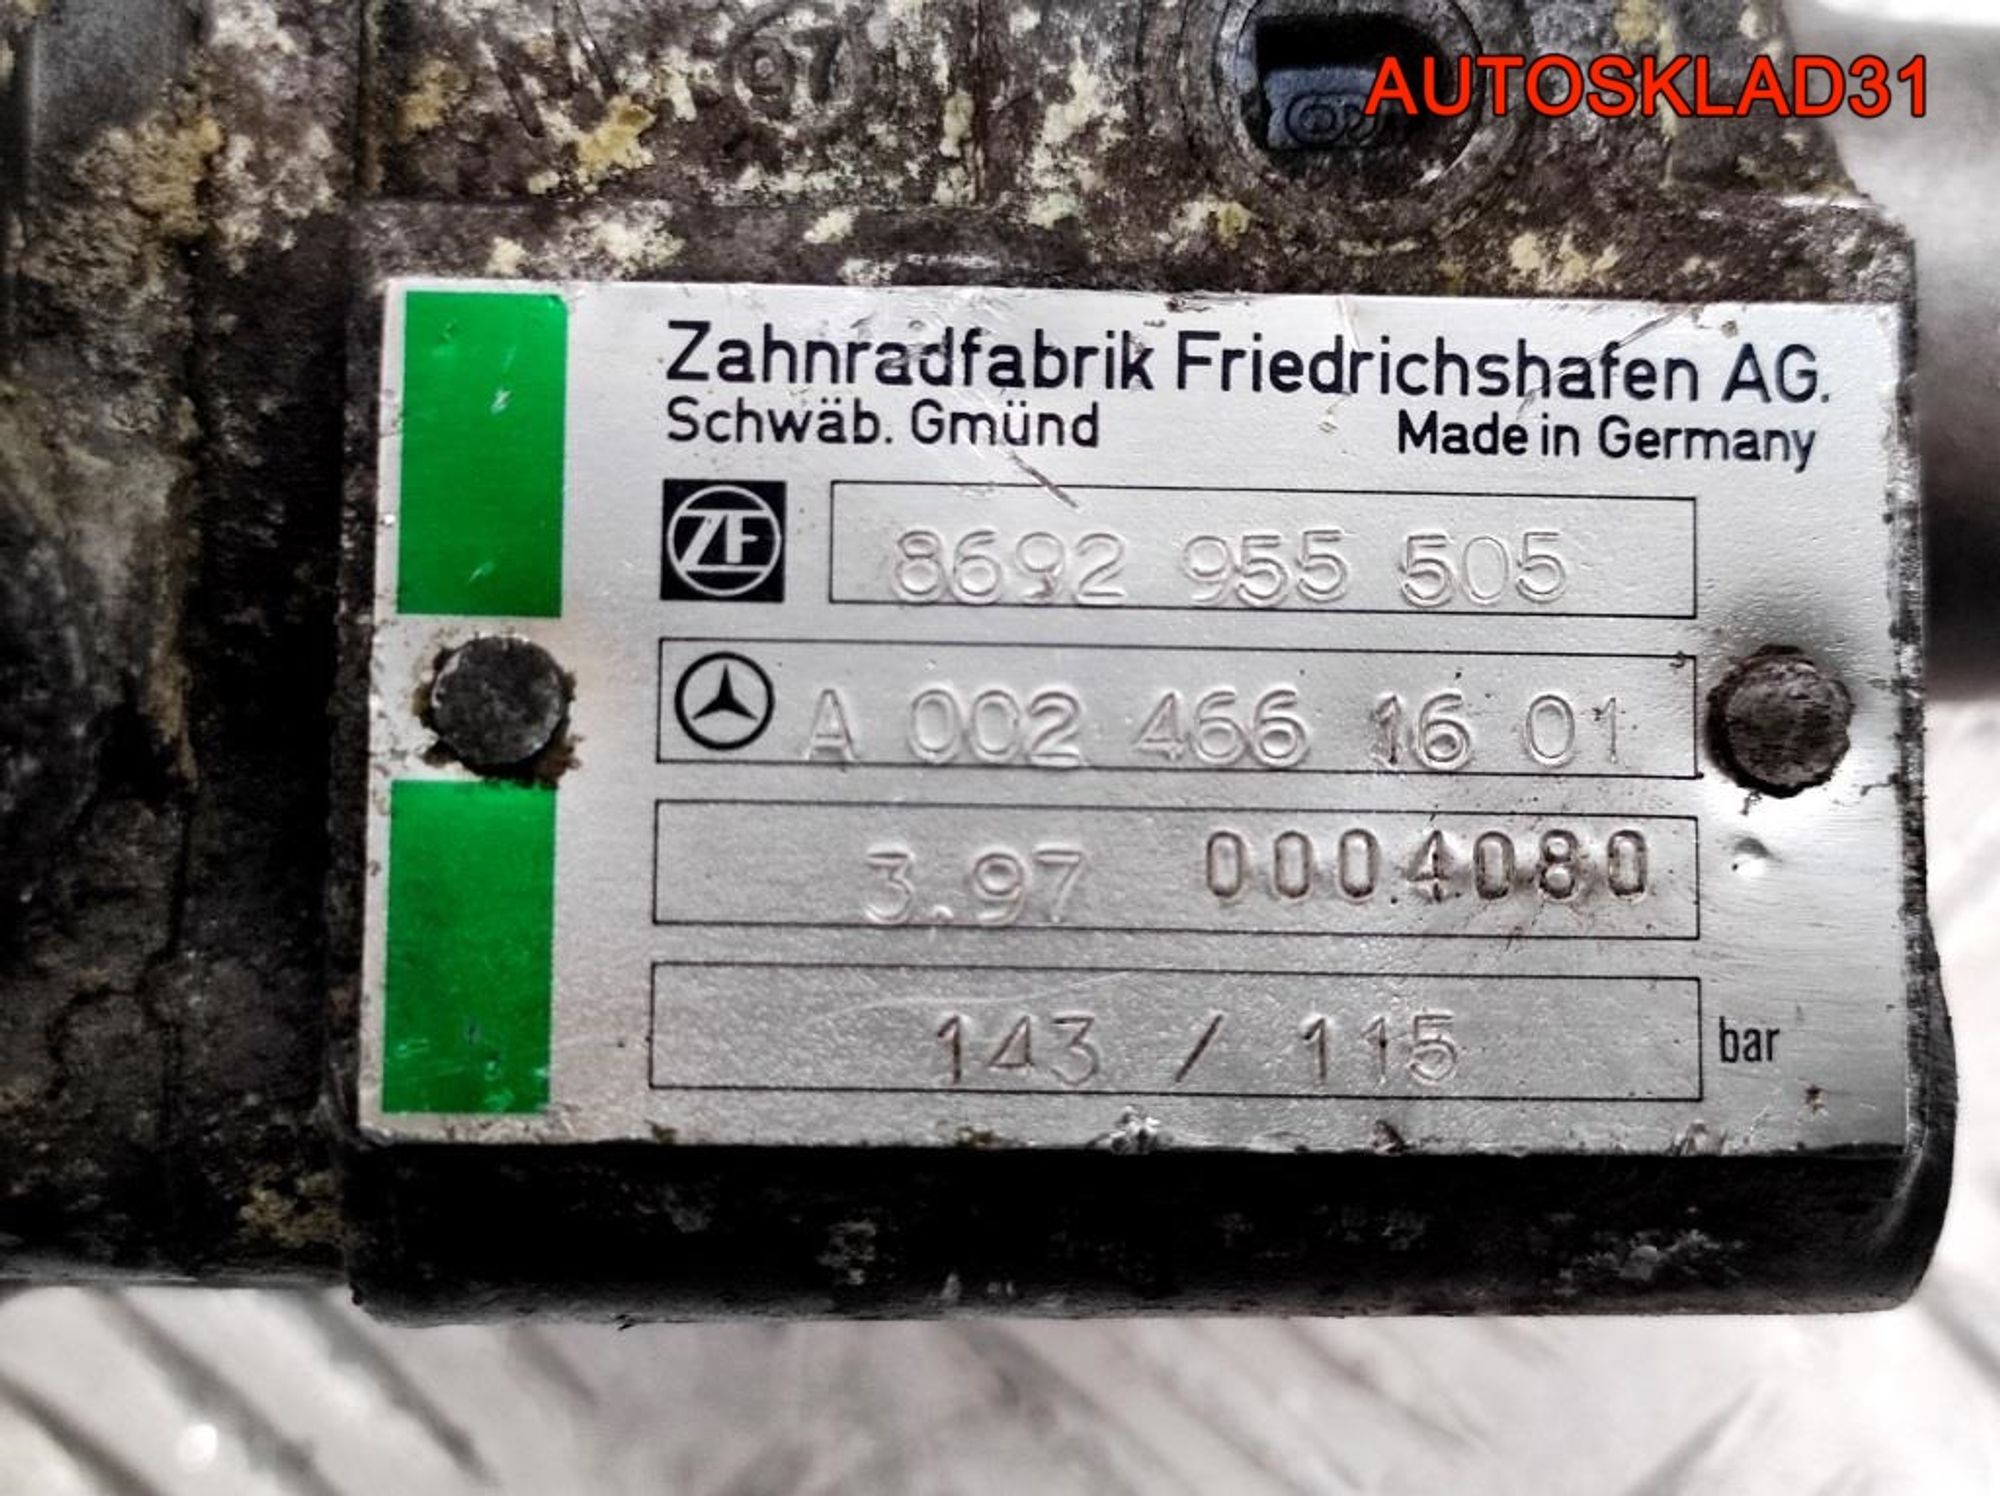 97
AUTOSKLAD31
Zahnradfabrik Friedrichshafen AG.
Schwäb. Gmünd Made in Germany
ZF 8692 955 505
A 002 466 16 01
3.97 0004080
143 / 115 bar